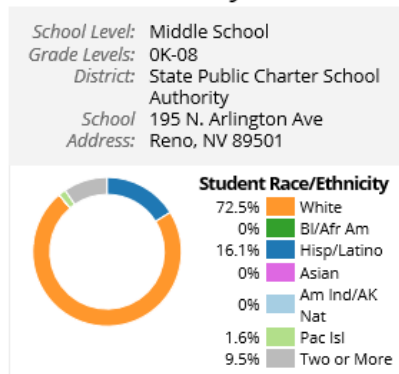 School Level: Middle School
Grade Levels: 0K-08
District: State Public Charter School
Authority
School 195 N. Arlington Ave
Address: Reno, NV 89501
Student Race/Ethnicity
72.5% White
0% Bl/Afr Am
16.1% Hisp/Latino
0% Asian
0% Am Ind/AK
Nat
1.6% Pac Isl
9.5% Two or More